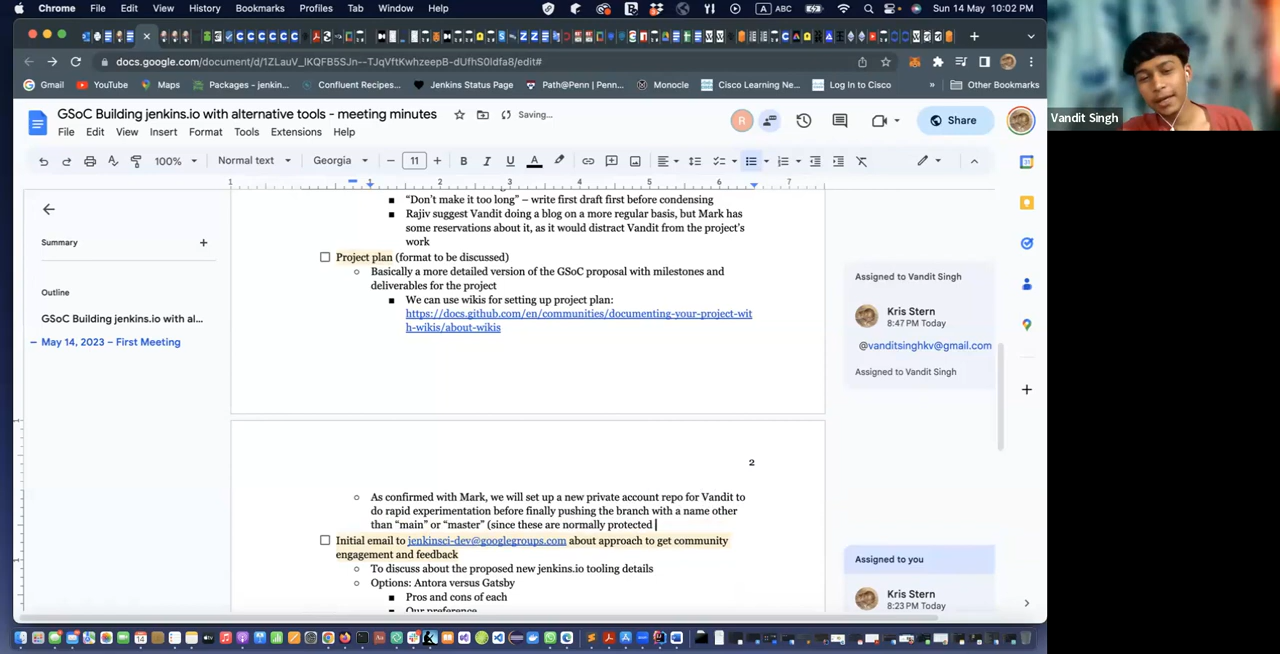 Chrome File Edit View History Bookmarks Profiles Tab Window Help
A ABC
Sun 14 May 10:02 PM
docs.google.com/document/d/1ZLauV_lKQFB5SJn--TJqVftKwhzeepB-dUfhS0ldfa8/edit#
Gmail YouTube Maps Packages – jenkin... Confluent Recipes... Jenkins Status Page Path@Penn | Penn... Monocle Cisco Learning Ne... Log In to Cisco » Other Bookmarks
GSoC Building jenkins.io with alternative tools - meeting minutes
Saving...
File Edit View Insert Format Tools Extensions Help
R
Share
100% Normal text Georgia − 11 + B I U A
1 1 2 3 4 5 6 7
Summary
Outline
GSoC Building jenkins.io with al...
May 14, 2023 – First Meeting
■ “Don’t make it too long” – write first draft first before condensing
■ Rajiv suggest Vandit doing a blog on a more regular basis, but Mark has
some reservations about it, as it would distract Vandit from the project’s
work
Project plan (format to be discussed)
○ Basically a more detailed version of the GSoC proposal with milestones and
deliverables for the project
■ We can use wikis for setting up project plan:
https://docs.github.com/en/communities/documenting-your-project-wit
h-wikis/about-wikis
2
○ As confirmed with Mark, we will set up a new private account repo for Vandit to
do rapid experimentation before finally pushing the branch with a name other
than “main” or “master” (since these are normally protected
Initial email to jenkinsci-dev@googlegroups.com about approach to get community
engagement and feedback
○ To discuss about the proposed new jenkins.io tooling details
○ Options: Antora versus Gatsby
■ Pros and cons of each
■ Our preference
Assigned to Vandit Singh
Kris Stern
8:47 PM Today
@vanditsinghkv@gmail.com
Assigned to Vandit Singh
Assigned to you
Kris Stern
8:23 PM Today
Vandit Singh